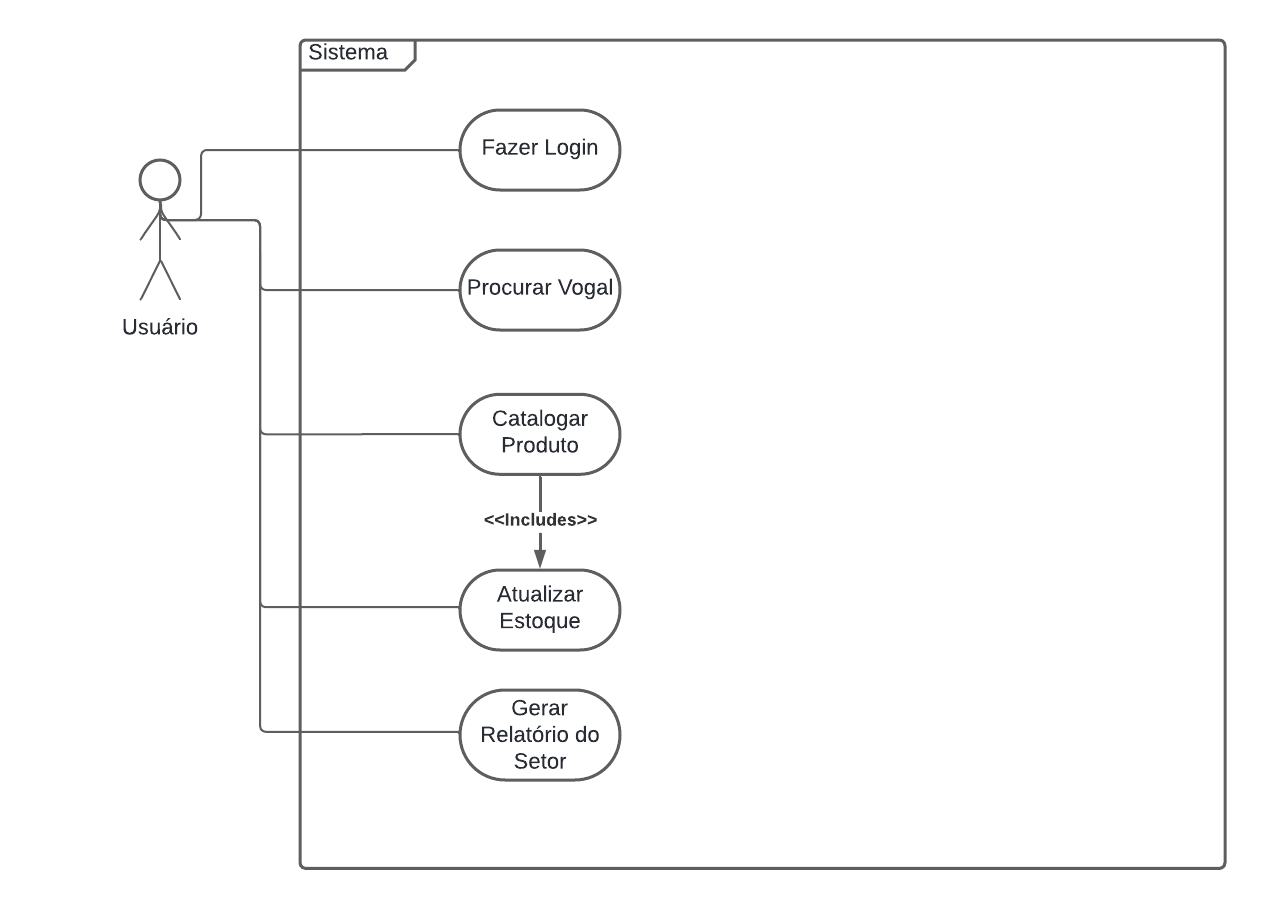 Sistema
Fazer Login
Procurar Vogal
Usuário
Catalogar
Produto
<<Includes>>
Atualizar
Estoque
Gerar
Relatório do
Setor